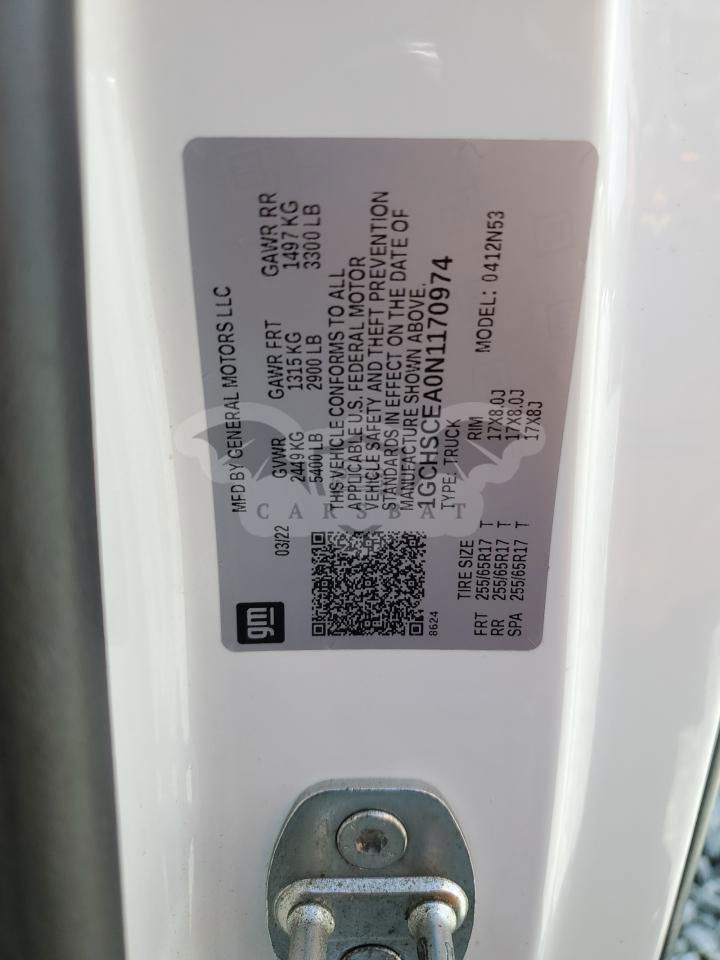 gm
MFD BY GENERAL MOTORS LLC
03/22
GVWR GAWR FRT GAWR RR
2449 KG 1315 KG 1497 KG
5400 LB 2900 LB 3300 LB
THIS VEHICLE CONFORMS TO ALL
APPLICABLE U.S. FEDERAL MOTOR
VEHICLE SAFETY AND THEFT PREVENTION
STANDARDS IN EFFECT ON THE DATE OF
MANUFACTURE SHOWN ABOVE.
1GCHSCEA0N1170974
8624
TYPE: TRUCK MODEL: 0412N53
TIRE SIZE RIM
FRT 255/65R17 T 17X8.0J
RR 255/65R17 T 17X8.0J
SPA 255/65R17 T 17X8J
CARSBAT